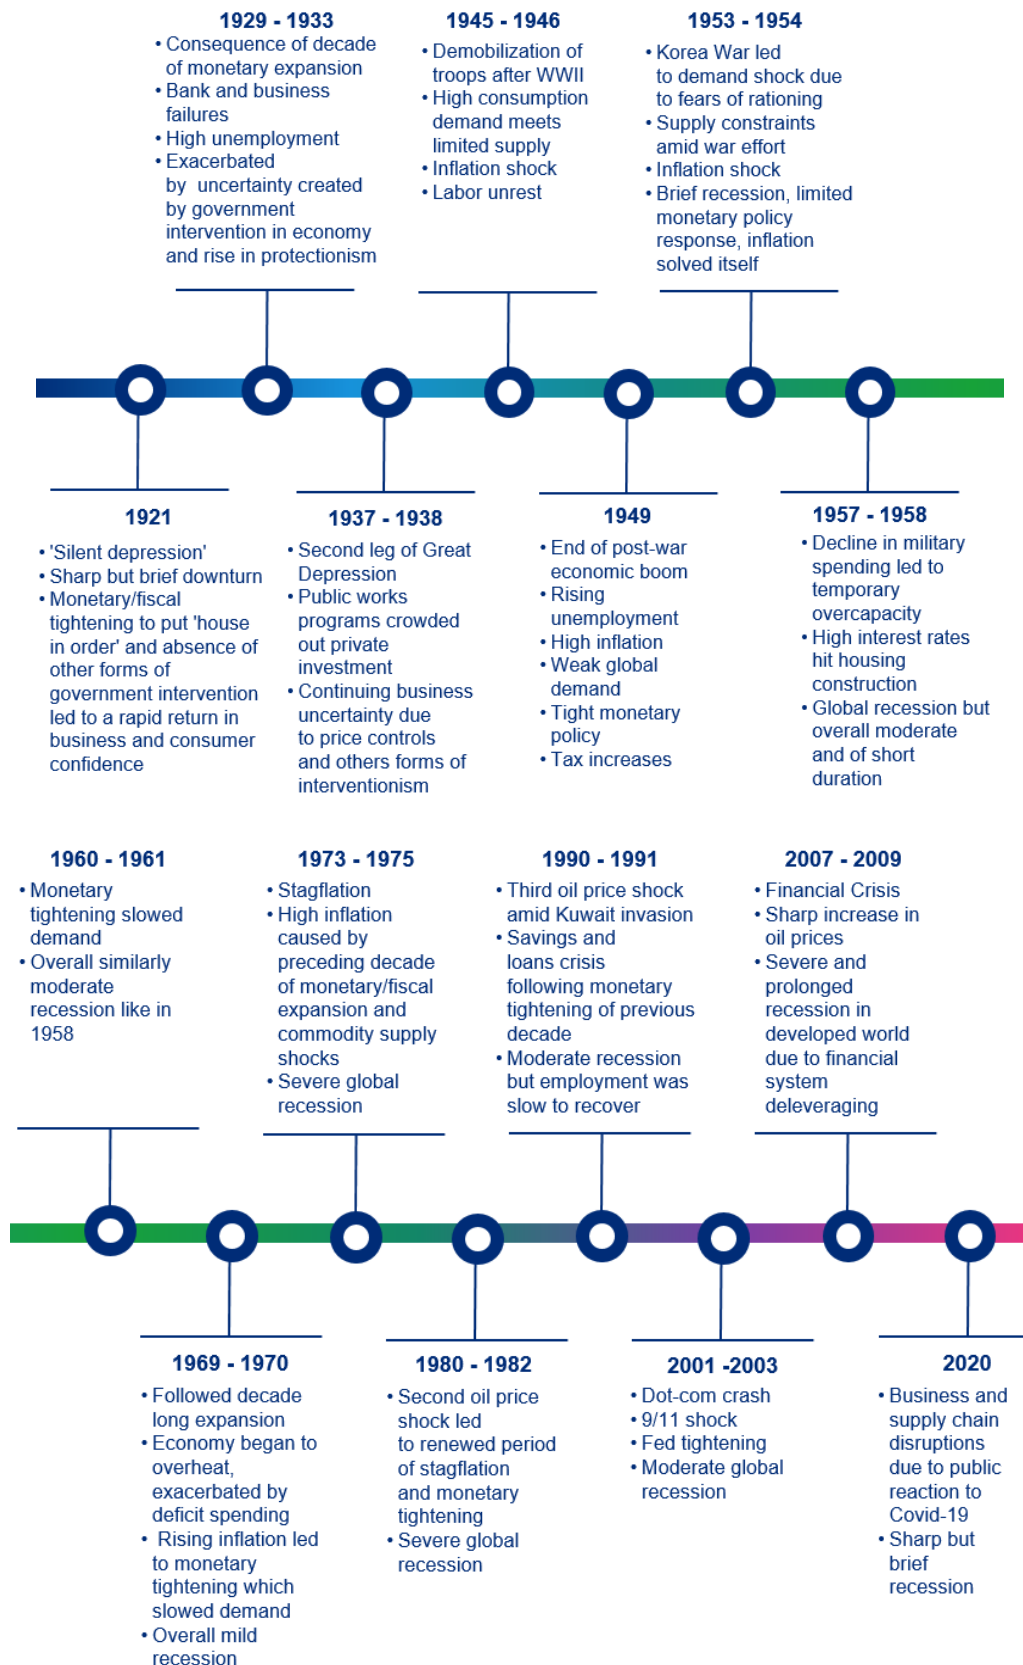 1929 - 1933
• Consequence of decade
of monetary expansion
• Bank and business
failures
• High unemployment
• Exacerbated
by uncertainty created
by government
intervention in economy
and rise in protectionism
1945 - 1946
• Demobilization of
troops after WWII
• High consumption
demand meets
limited supply
• Inflation shock
• Labor unrest
1953 - 1954
• Korea War led
to demand shock due
to fears of rationing
• Supply constraints
amid war effort
• Inflation shock
• Brief recession, limited
monetary policy
response, inflation
solved itself
1921
• 'Silent depression'
• Sharp but brief downturn
• Monetary/fiscal
tightening to put 'house
in order' and absence of
other forms of
government intervention
led to a rapid return in
business and consumer
confidence
1937 - 1938
• Second leg of Great
Depression
• Public works
programs crowded
out private
investment
• Continuing business
uncertainty due
to price controls
and others forms of
interventionism
1949
• End of post-war
economic boom
• Rising
unemployment
• High inflation
• Weak global
demand
• Tight monetary
policy
• Tax increases
1957 - 1958
• Decline in military
spending led to
temporary
overcapacity
• High interest rates
hit housing
construction
• Global recession but
overall moderate
and of short
duration
1960 - 1961
• Monetary
tightening slowed
demand
• Overall similarly
moderate
recession like in
1958
1973 - 1975
• Stagflation
• High inflation
caused by
preceding decade
of monetary/fiscal
expansion and
commodity supply
shocks
• Severe global
recession
1990 - 1991
• Third oil price shock
amid Kuwait invasion
• Savings and
loans crisis
following monetary
tightening of previous
decade
• Moderate recession
but employment was
slow to recover
2007 - 2009
• Financial Crisis
• Sharp increase in
oil prices
• Severe and
prolonged
recession in
developed world
due to financial
system
deleveraging
1969 - 1970
• Followed decade
long expansion
• Economy began to
overheat,
exacerbated by
deficit spending
• Rising inflation led
to monetary
tightening which
slowed demand
• Overall mild
recession
1980 - 1982
• Second oil price
shock led
to renewed period
of stagflation
and monetary
tightening
• Severe global
recession
2001 -2003
• Dot-com crash
• 9/11 shock
• Fed tightening
• Moderate global
recession
2020
• Business and
supply chain
disruptions
due to public
reaction to
Covid-19
• Sharp but
brief
recession